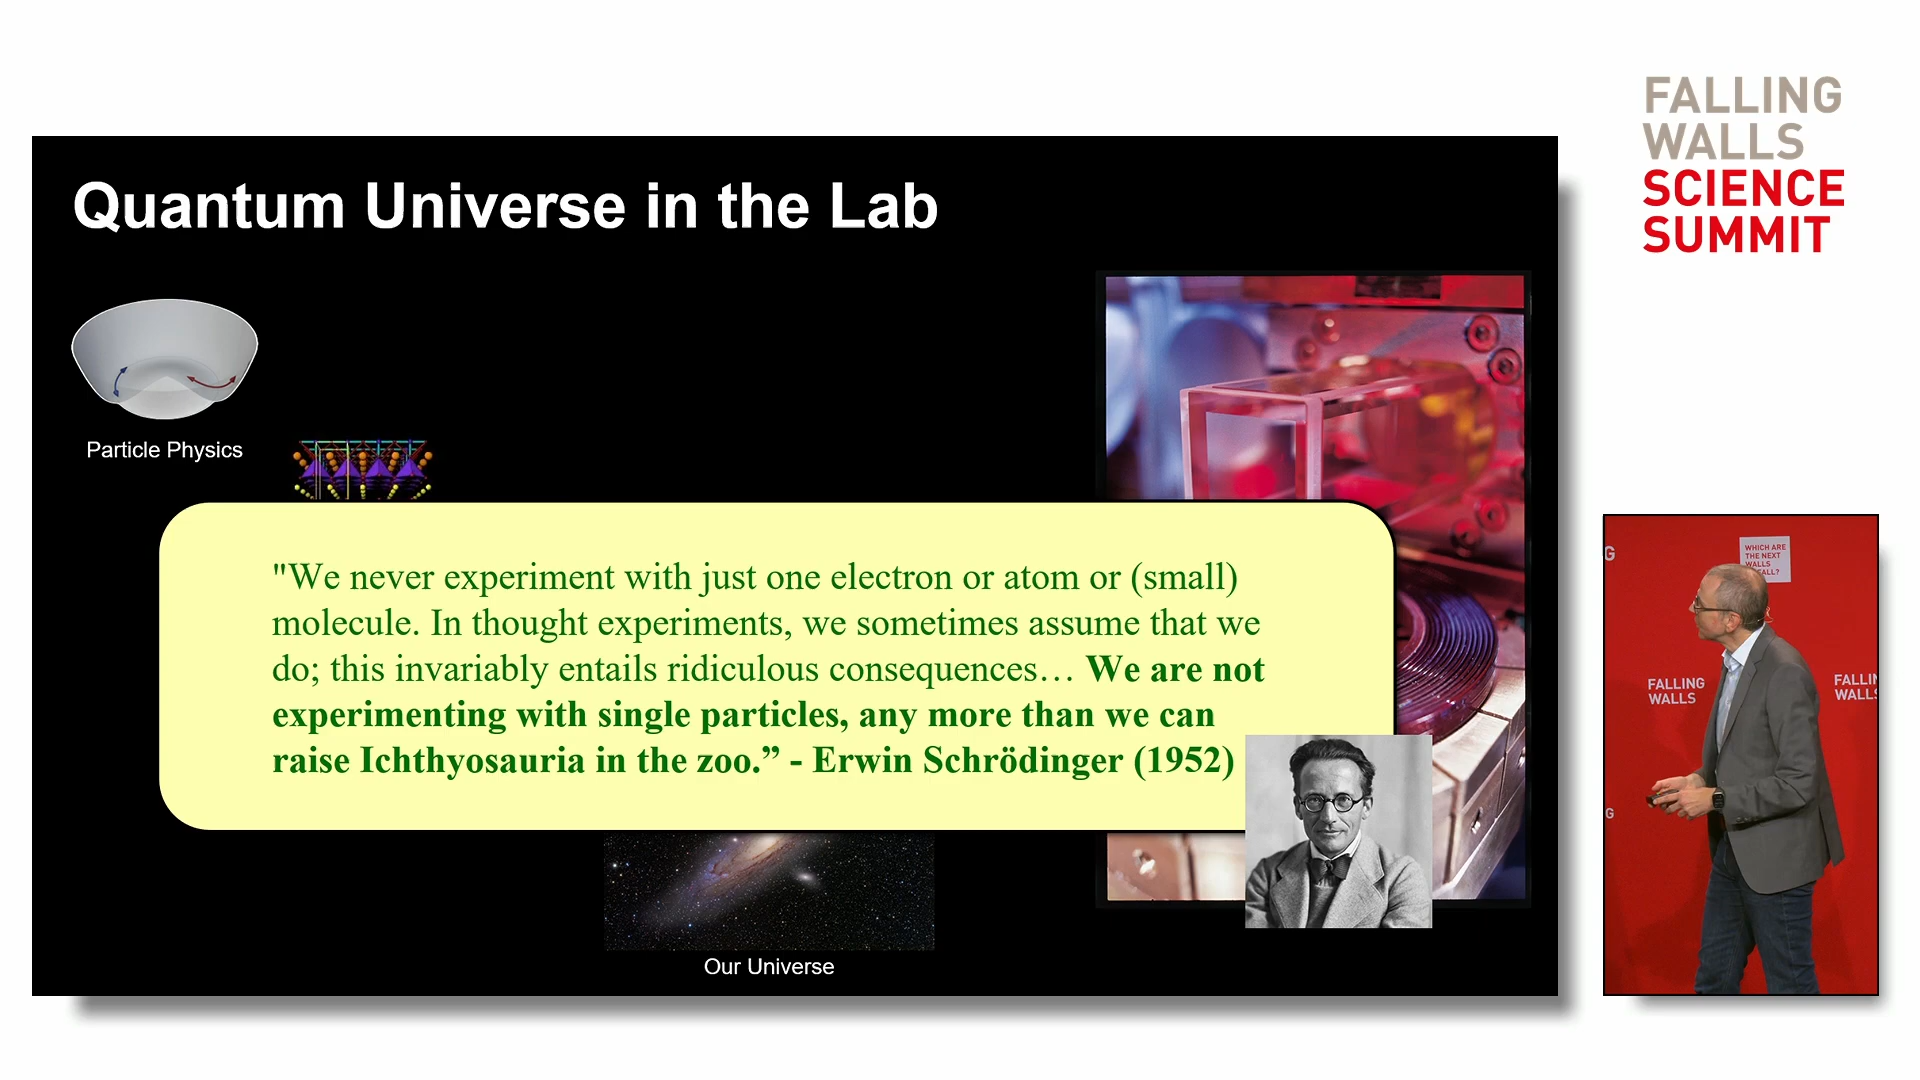 FALLING
WALLS
SCIENCE
SUMMIT
Quantum Universe in the Lab
Particle Physics
"We never experiment with just one electron or atom or (small)
molecule. In thought experiments, we sometimes assume that we
do; this invariably entails ridiculous consequences… We are not
experimenting with single particles, any more than we can
raise Ichthyosauria in the zoo.” - Erwin Schrödinger (1952)
Our Universe
G
WHICH ARE
THE NEXT
WALLS
FALLING
WALLS
FALLIN
WALLS
G